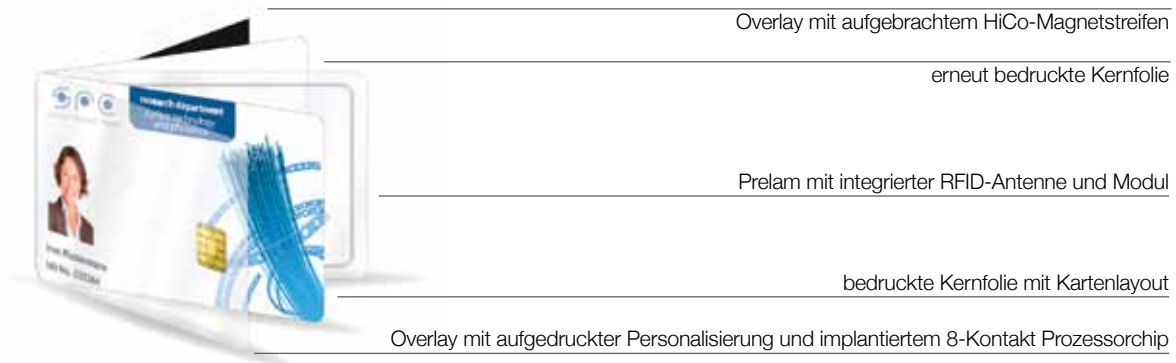 Overlay mit aufgebrachtem HiCo-Magnetstreifen
erneut bedruckte Kernfolie
Prelam mit integrierter RFID-Antenne und Modul
bedruckte Kernfolie mit Kartenlayout
Overlay mit aufgedruckter Personalisierung und implantiertem 8-Kontakt Prozessorchip
research department